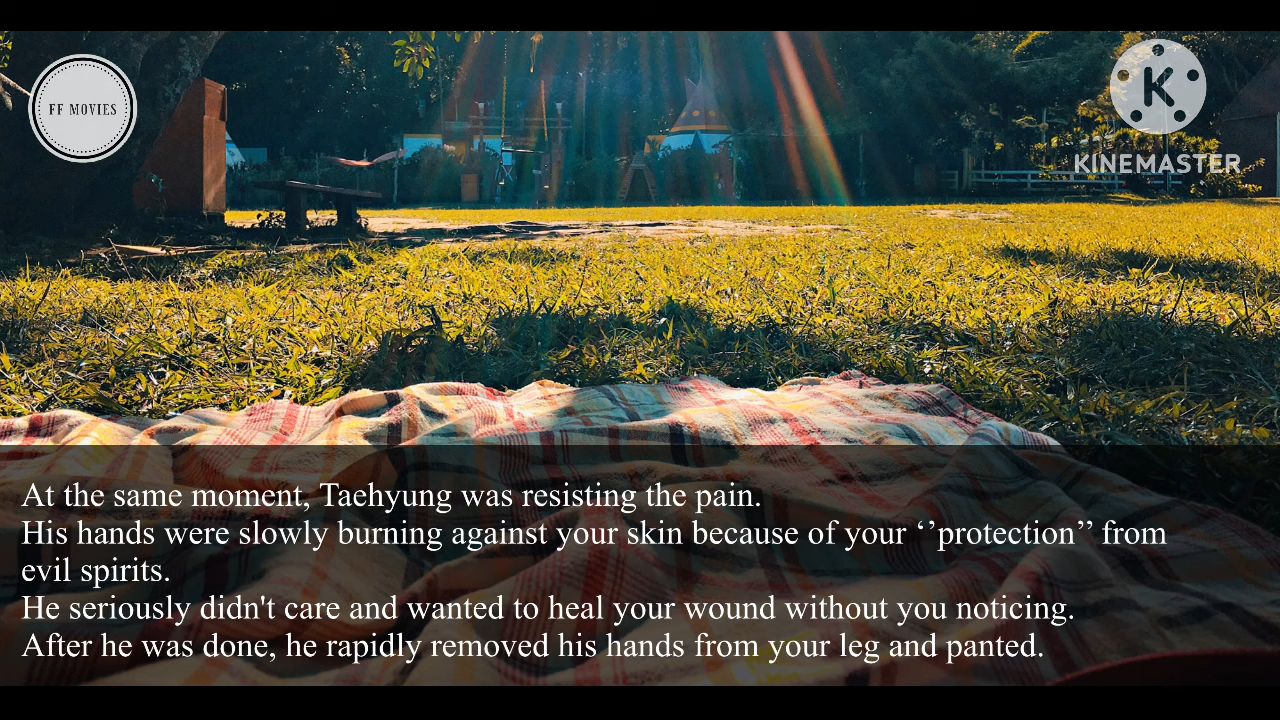 FF MOVIES
K
KINEMASTER
At the same moment, Taehyung was resisting the pain.
His hands were slowly burning against your skin because of your ‘’protection’’ from
evil spirits.
He seriously didn't care and wanted to heal your wound without you noticing.
After he was done, he rapidly removed his hands from your leg and panted.